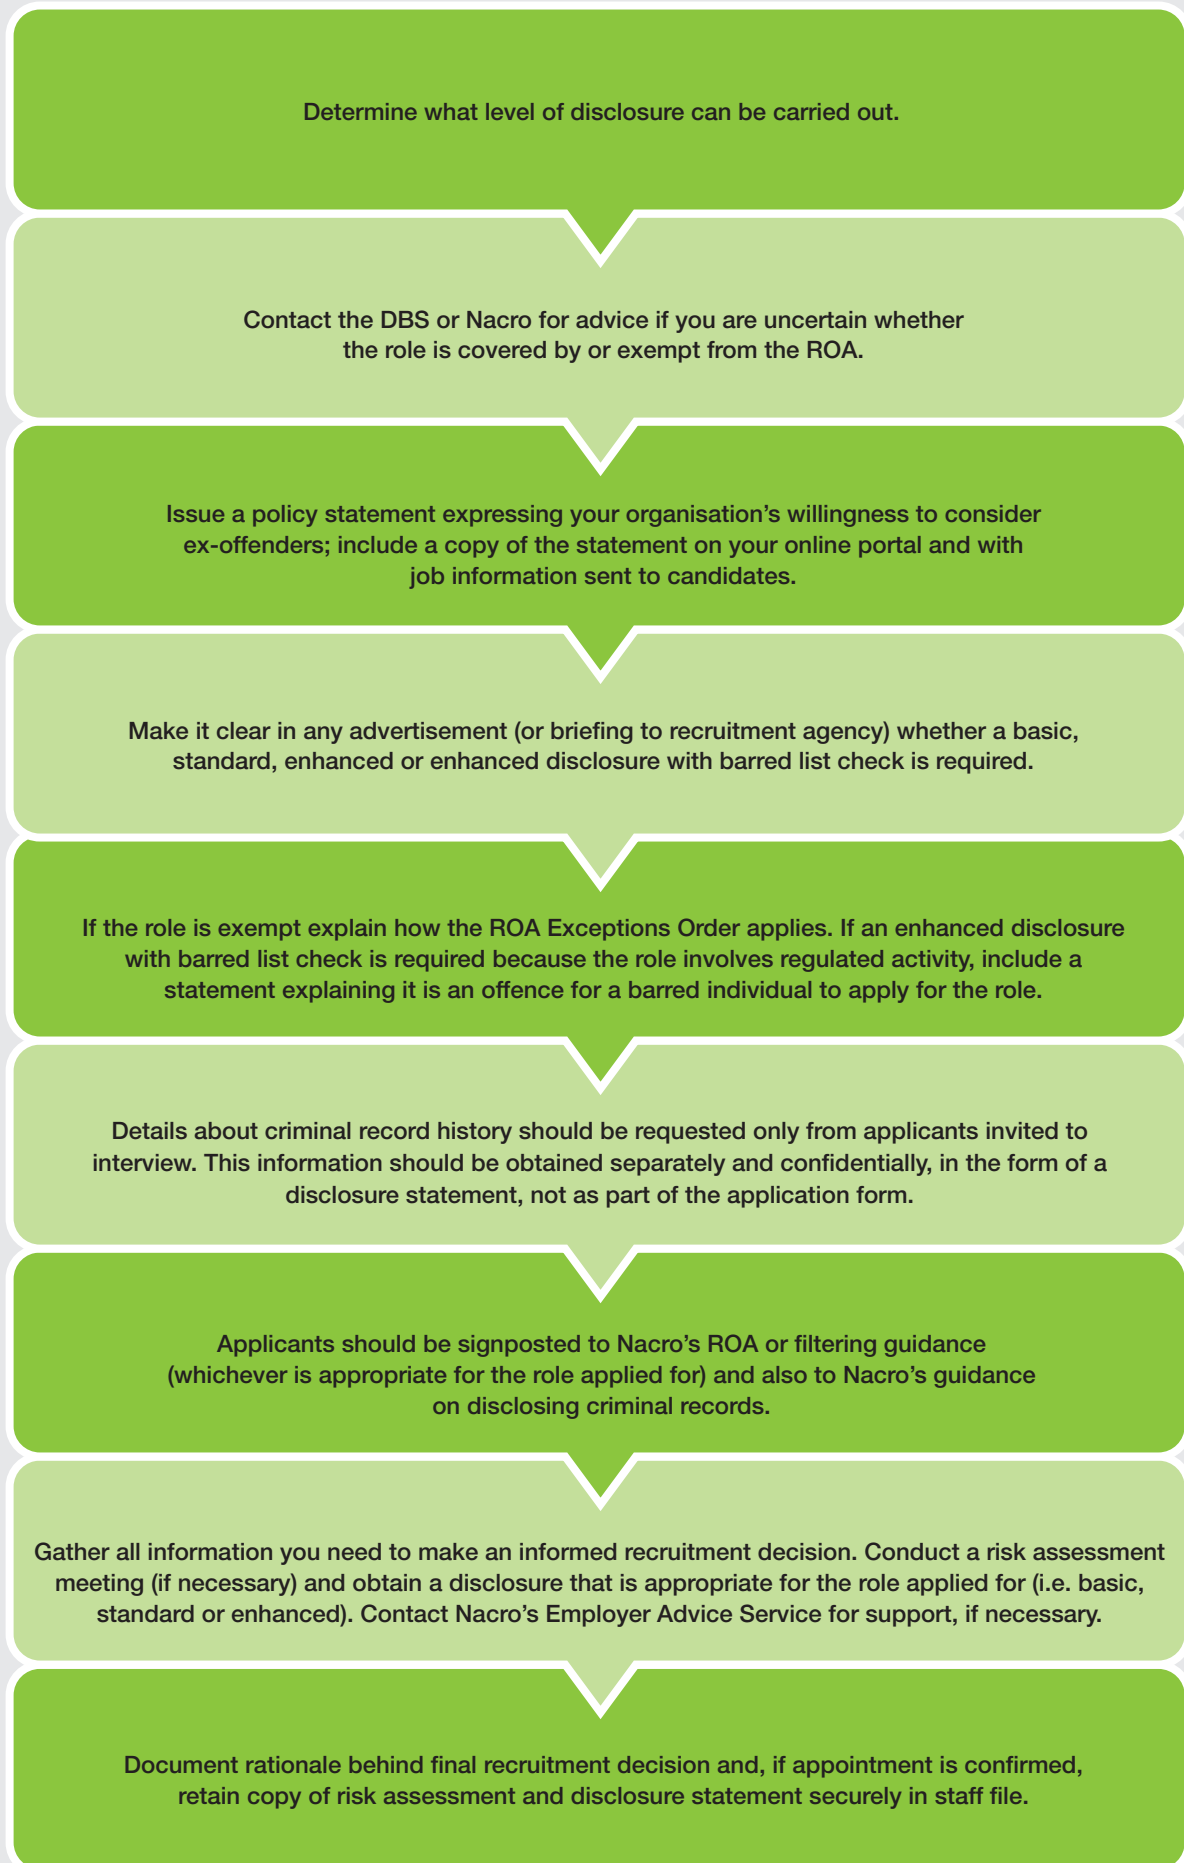 Determine what level of disclosure can be carried out.
Contact the DBS or Nacro for advice if you are uncertain whether
the role is covered by or exempt from the ROA.
Issue a policy statement expressing your organisation’s willingness to consider
ex-offenders; include a copy of the statement on your online portal and with
job information sent to candidates.
Make it clear in any advertisement (or briefing to recruitment agency) whether a basic,
standard, enhanced or enhanced disclosure with barred list check is required.
If the role is exempt explain how the ROA Exceptions Order applies. If an enhanced disclosure
with barred list check is required because the role involves regulated activity, include a
statement explaining it is an offence for a barred individual to apply for the role.
Details about criminal record history should be requested only from applicants invited to
interview. This information should be obtained separately and confidentially, in the form of a
disclosure statement, not as part of the application form.
Applicants should be signposted to Nacro’s ROA or filtering guidance
(whichever is appropriate for the role applied for) and also to Nacro’s guidance
on disclosing criminal records.
Gather all information you need to make an informed recruitment decision. Conduct a risk assessment
meeting (if necessary) and obtain a disclosure that is appropriate for the role applied for (i.e. basic,
standard or enhanced). Contact Nacro’s Employer Advice Service for support, if necessary.
Document rationale behind final recruitment decision and, if appointment is confirmed,
retain copy of risk assessment and disclosure statement securely in staff file.